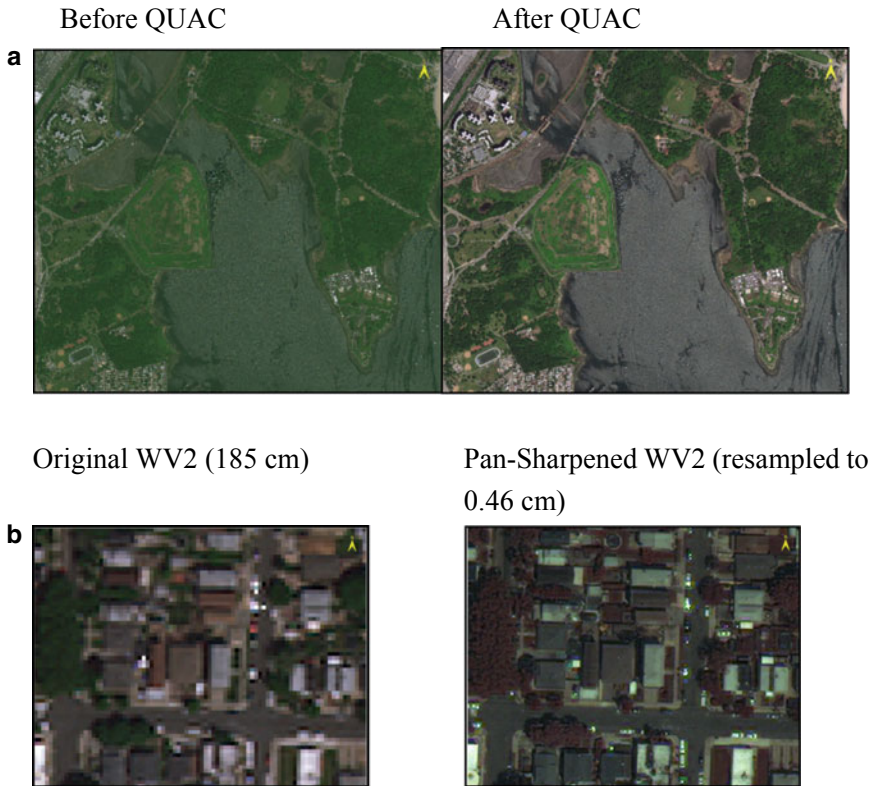 Before QUAC
After QUAC
a
Original WV2 (185 cm)
Pan-Sharpened WV2 (resampled to
0.46 cm)
b